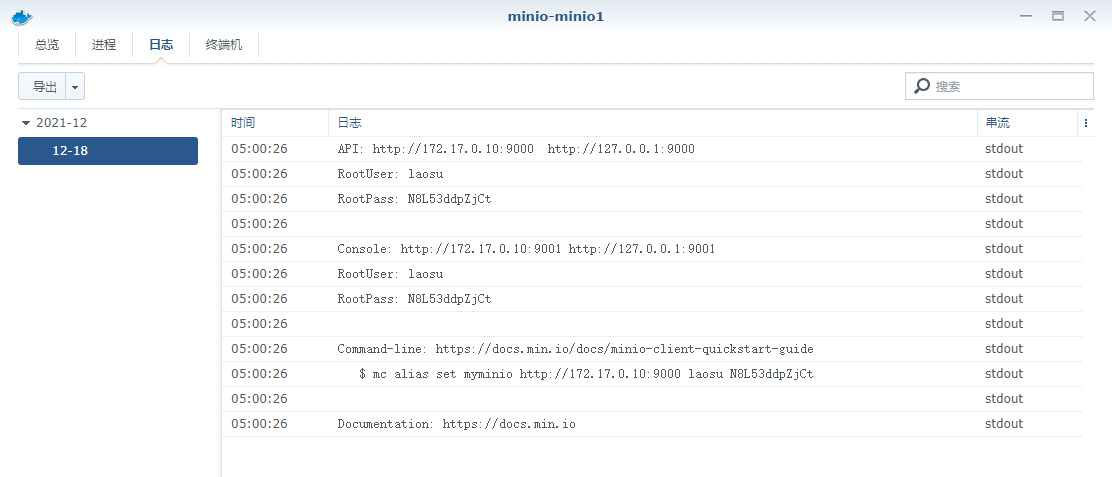 minio-minio1
总览 进程 日志 终端机
导出 搜索
2021-12
12-18
时间 日志 串流
05:00:26 API: http://172.17.0.10:9000  http://127.0.0.1:9000 stdout
05:00:26 RootUser: laosu stdout
05:00:26 RootPass: N8L53ddpZjCt stdout
05:00:26 stdout
05:00:26 Console: http://172.17.0.10:9001 http://127.0.0.1:9001 stdout
05:00:26 RootUser: laosu stdout
05:00:26 RootPass: N8L53ddpZjCt stdout
05:00:26 stdout
05:00:26 Command-line: https://docs.min.io/docs/minio-client-quickstart-guide stdout
05:00:26 $ mc alias set myminio http://172.17.0.10:9000 laosu N8L53ddpZjCt stdout
05:00:26 stdout
05:00:26 Documentation: https://docs.min.io stdout